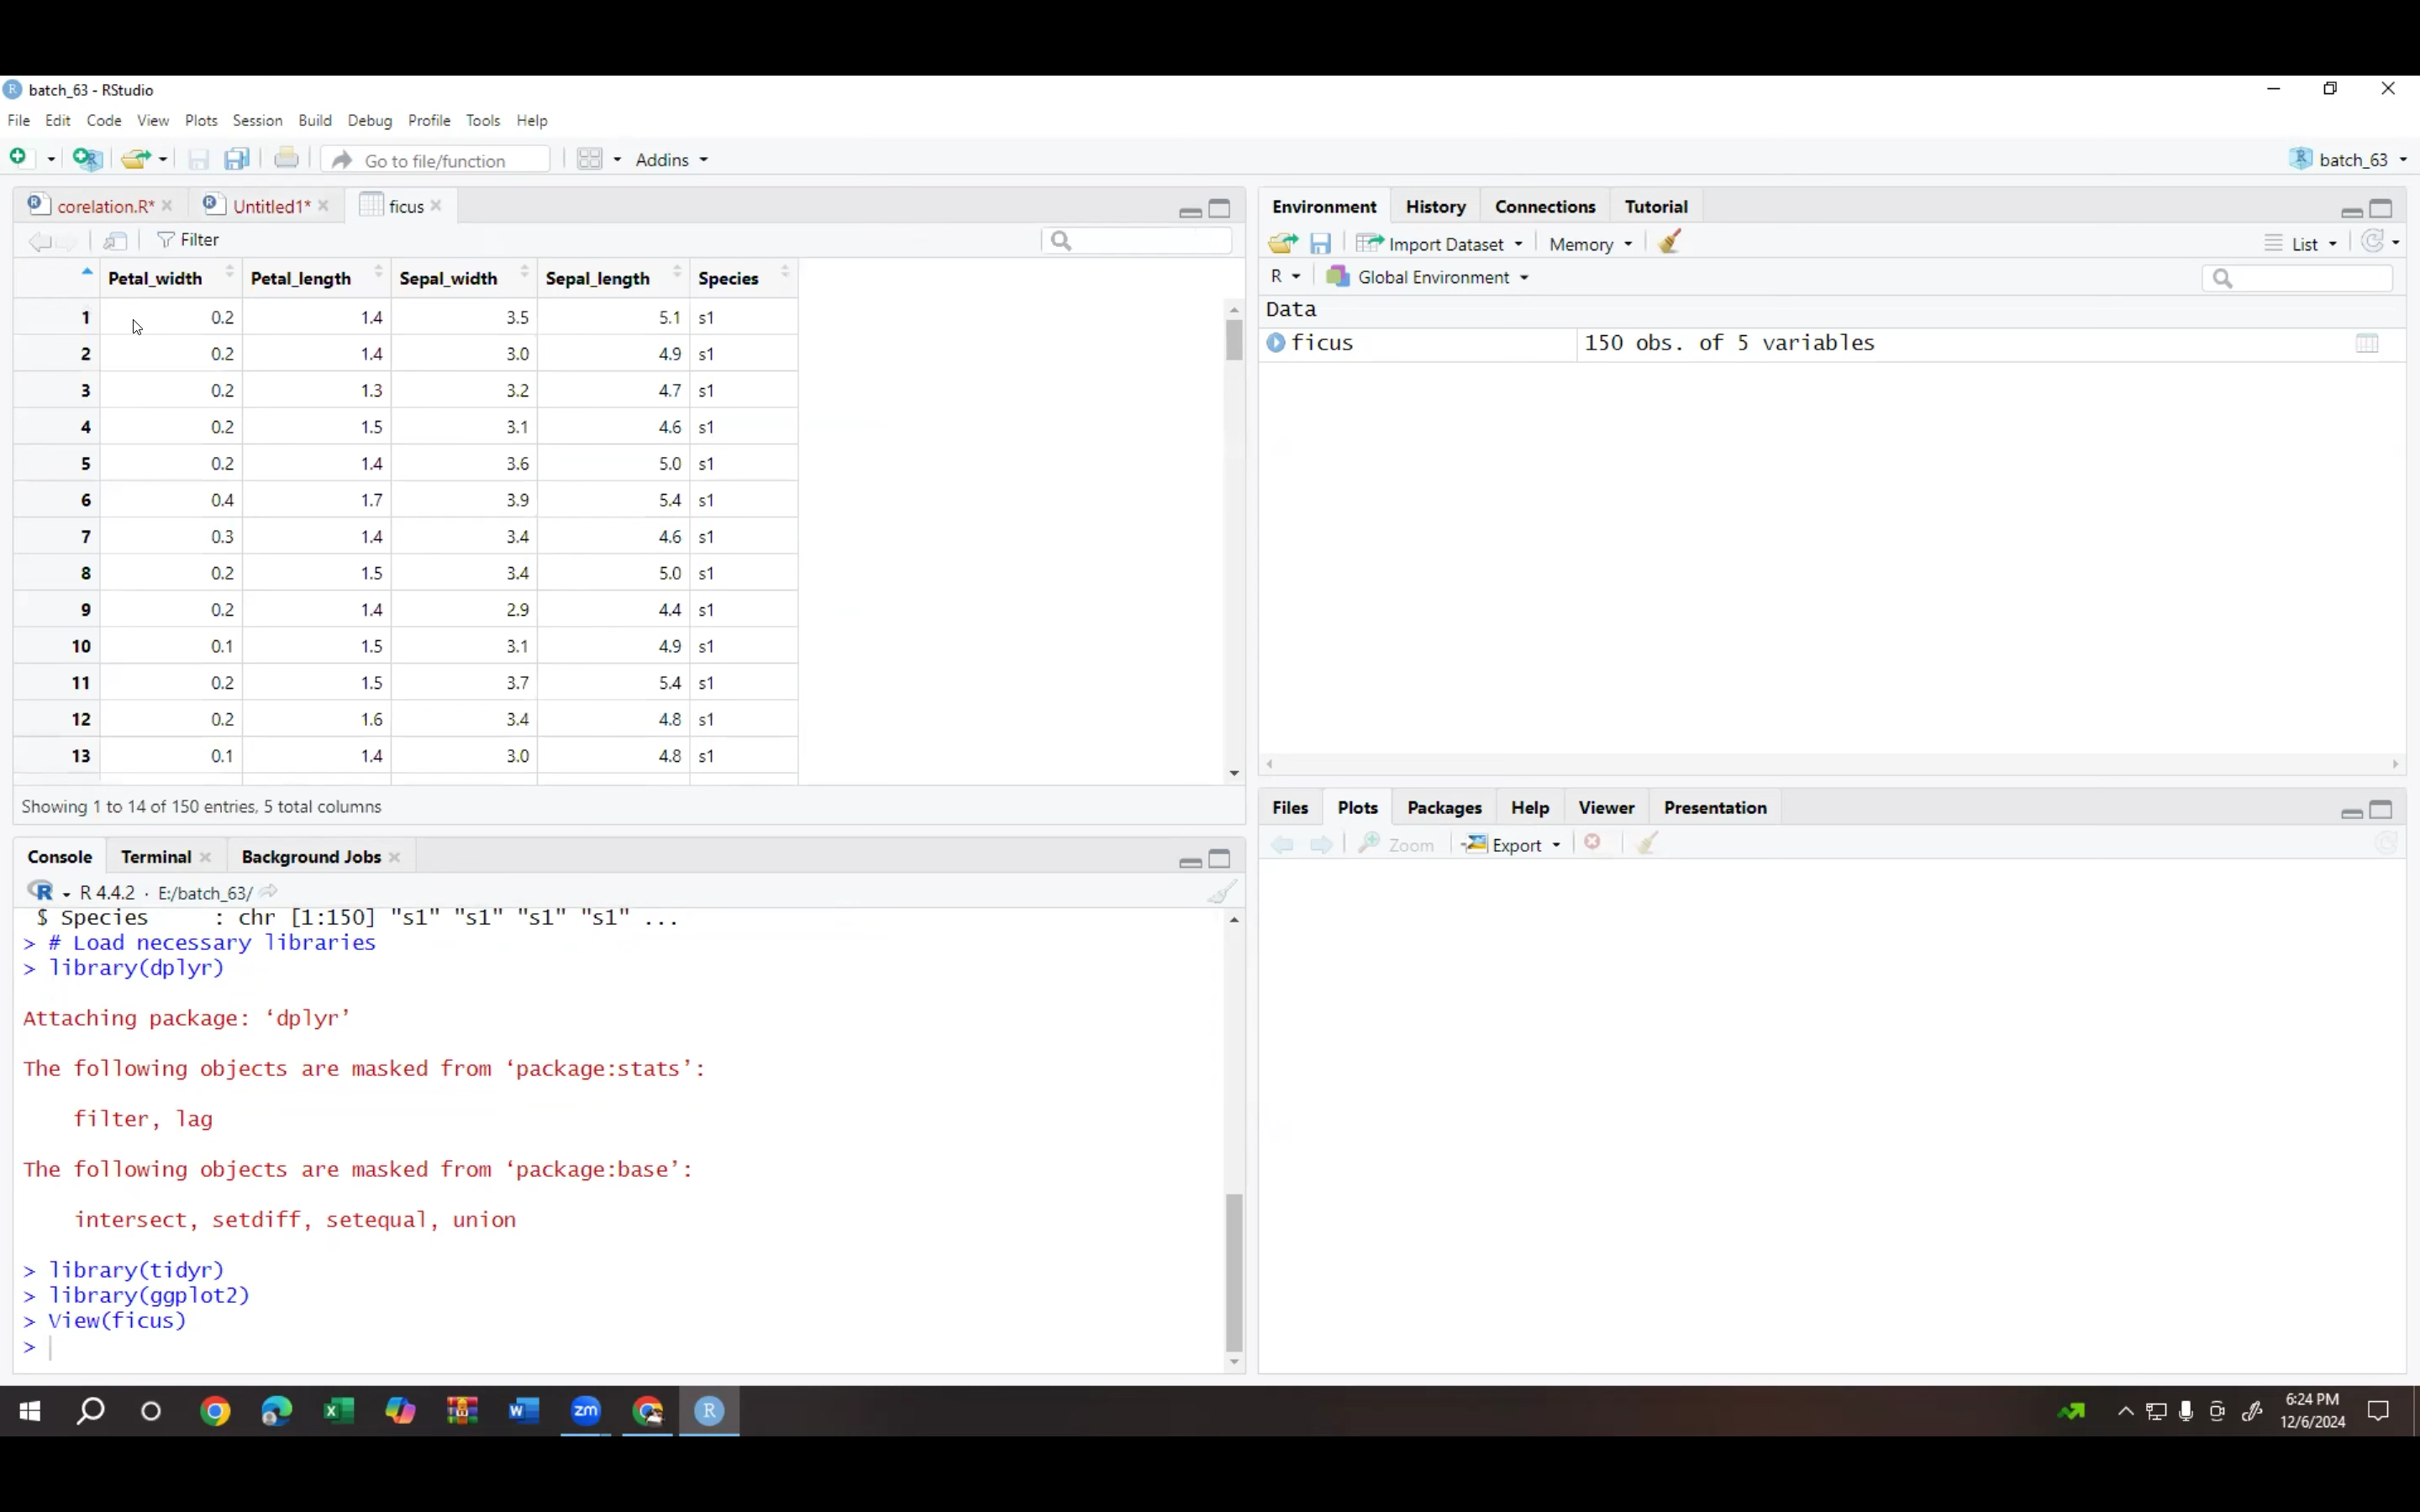 batch_63 - RStudio
File Edit Code View Plots Session Build Debug Profile Tools Help
Go to file/function Addins batch_63
corelation.R* Untitled1* ficus
Filter
Petal_width Petal_length Sepal_width Sepal_length Species
1 0.2 1.4 3.5 5.1 s1
2 0.2 1.4 3.0 4.9 s1
3 0.2 1.3 3.2 4.7 s1
4 0.2 1.5 3.1 4.6 s1
5 0.2 1.4 3.6 5.0 s1
6 0.4 1.7 3.9 5.4 s1
7 0.3 1.4 3.4 4.6 s1
8 0.2 1.5 3.4 5.0 s1
9 0.2 1.4 2.9 4.4 s1
10 0.1 1.5 3.1 4.9 s1
11 0.2 1.5 3.7 5.4 s1
12 0.2 1.6 3.4 4.8 s1
13 0.1 1.4 3.0 4.8 s1
Showing 1 to 14 of 150 entries, 5 total columns
Console Terminal Background Jobs
R 4.4.2 · E:/batch_63/
$ Species     : chr [1:150] "s1" "s1" "s1" "s1" ...
> # Load necessary libraries
> library(dplyr)
Attaching package: ‘dplyr’
The following objects are masked from ‘package:stats’:
filter, lag
The following objects are masked from ‘package:base’:
intersect, setdiff, setequal, union
> library(tidyr)
> library(ggplot2)
> View(ficus)
>
Environment History Connections Tutorial
Import Dataset Memory List
R Global Environment
Data
ficus 150 obs. of 5 variables
Files Plots Packages Help Viewer Presentation
Zoom Export
zm
6:24 PM
12/6/2024